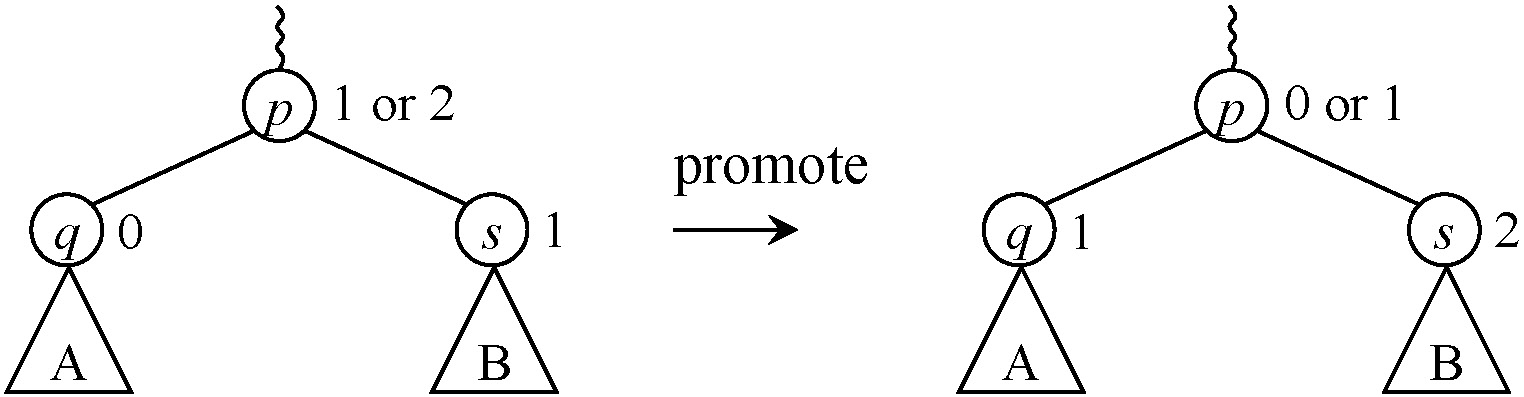 p 1 or 2
q 0
s 1
A
B
promote
p 0 or 1
q 1
s 2
A
B